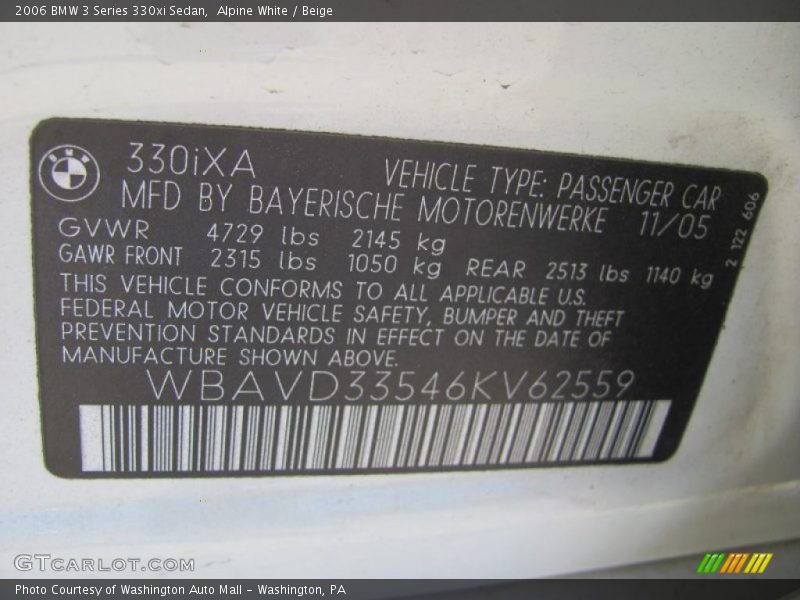 2006 BMW 3 Series 330xi Sedan,  Alpine White / Beige
330iXA
VEHICLE TYPE: PASSENGER CAR
MFD BY BAYERISCHE MOTORENWERKE 11/05
GVWR 4729 lbs 2145 kg
GAWR FRONT 2315 lbs 1050 kg REAR 2513 lbs 1140 kg
THIS VEHICLE CONFORMS TO ALL APPLICABLE U.S.
FEDERAL MOTOR VEHICLE SAFETY, BUMPER AND THEFT
PREVENTION STANDARDS IN EFFECT ON THE DATE OF
MANUFACTURE SHOWN ABOVE.
WBAVD33546KV62559
2 122 606
GTCARLOT.COM
Photo Courtesy of Washington Auto Mall - Washington, PA